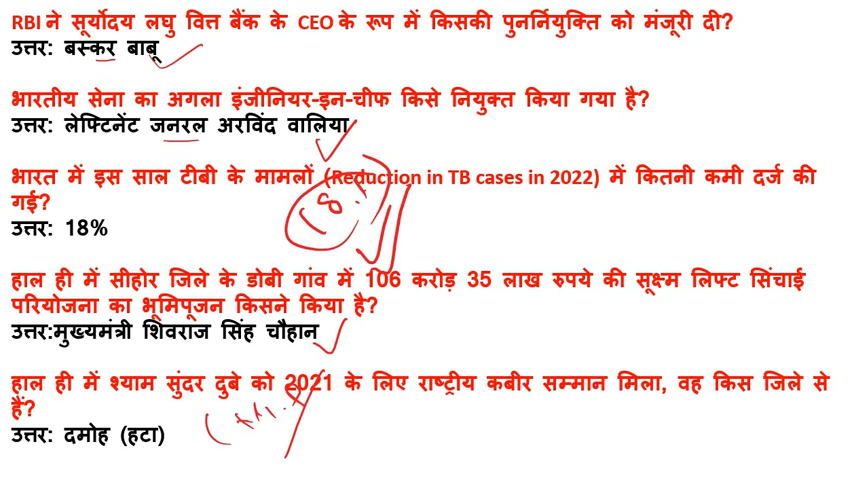 RBI ने सूर्योदय लघु वित्त बैंक के CEO के रूप में किसकी पुनर्नियुक्ति को मंजूरी दी?
उत्तर: बस्कर बाबू
भारतीय सेना का अगला इंजीनियर-इन-चीफ किसे नियुक्त किया गया है?
उत्तर: लेफ्टिनेंट जनरल अरविंद वालिया
भारत में इस साल टीबी के मामलों (Reduction in TB cases in 2022) में कितनी कमी दर्ज की
गई?
उत्तर: 18%
हाल ही में सीहोर जिले के डोबी गांव में 106 करोड़ 35 लाख रुपये की सूक्ष्म लिफ्ट सिंचाई
परियोजना का भूमिपूजन किसने किया है?
उत्तर:मुख्यमंत्री शिवराज सिंह चौहान
हाल ही में श्याम सुंदर दुबे को 2021 के लिए राष्ट्रीय कबीर सम्मान मिला, वह किस जिले से
हैं?
उत्तर: दमोह (हटा)